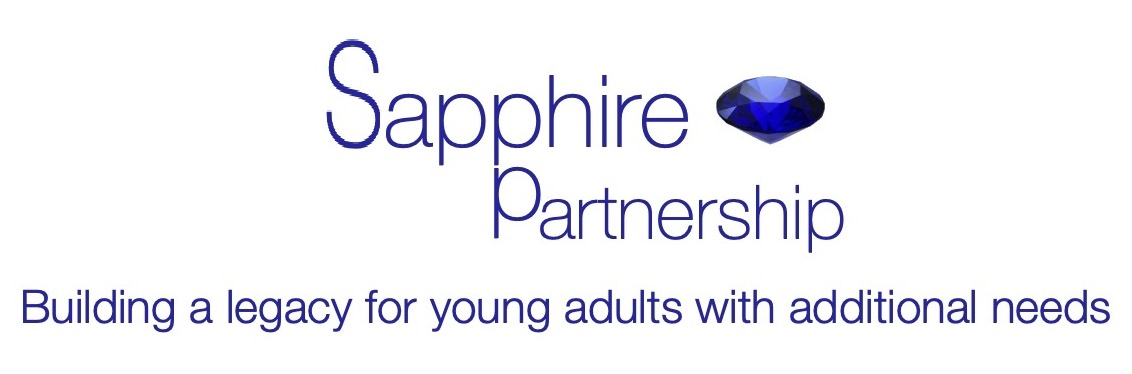 Sapphire
Partnership
Building a legacy for young adults with additional needs